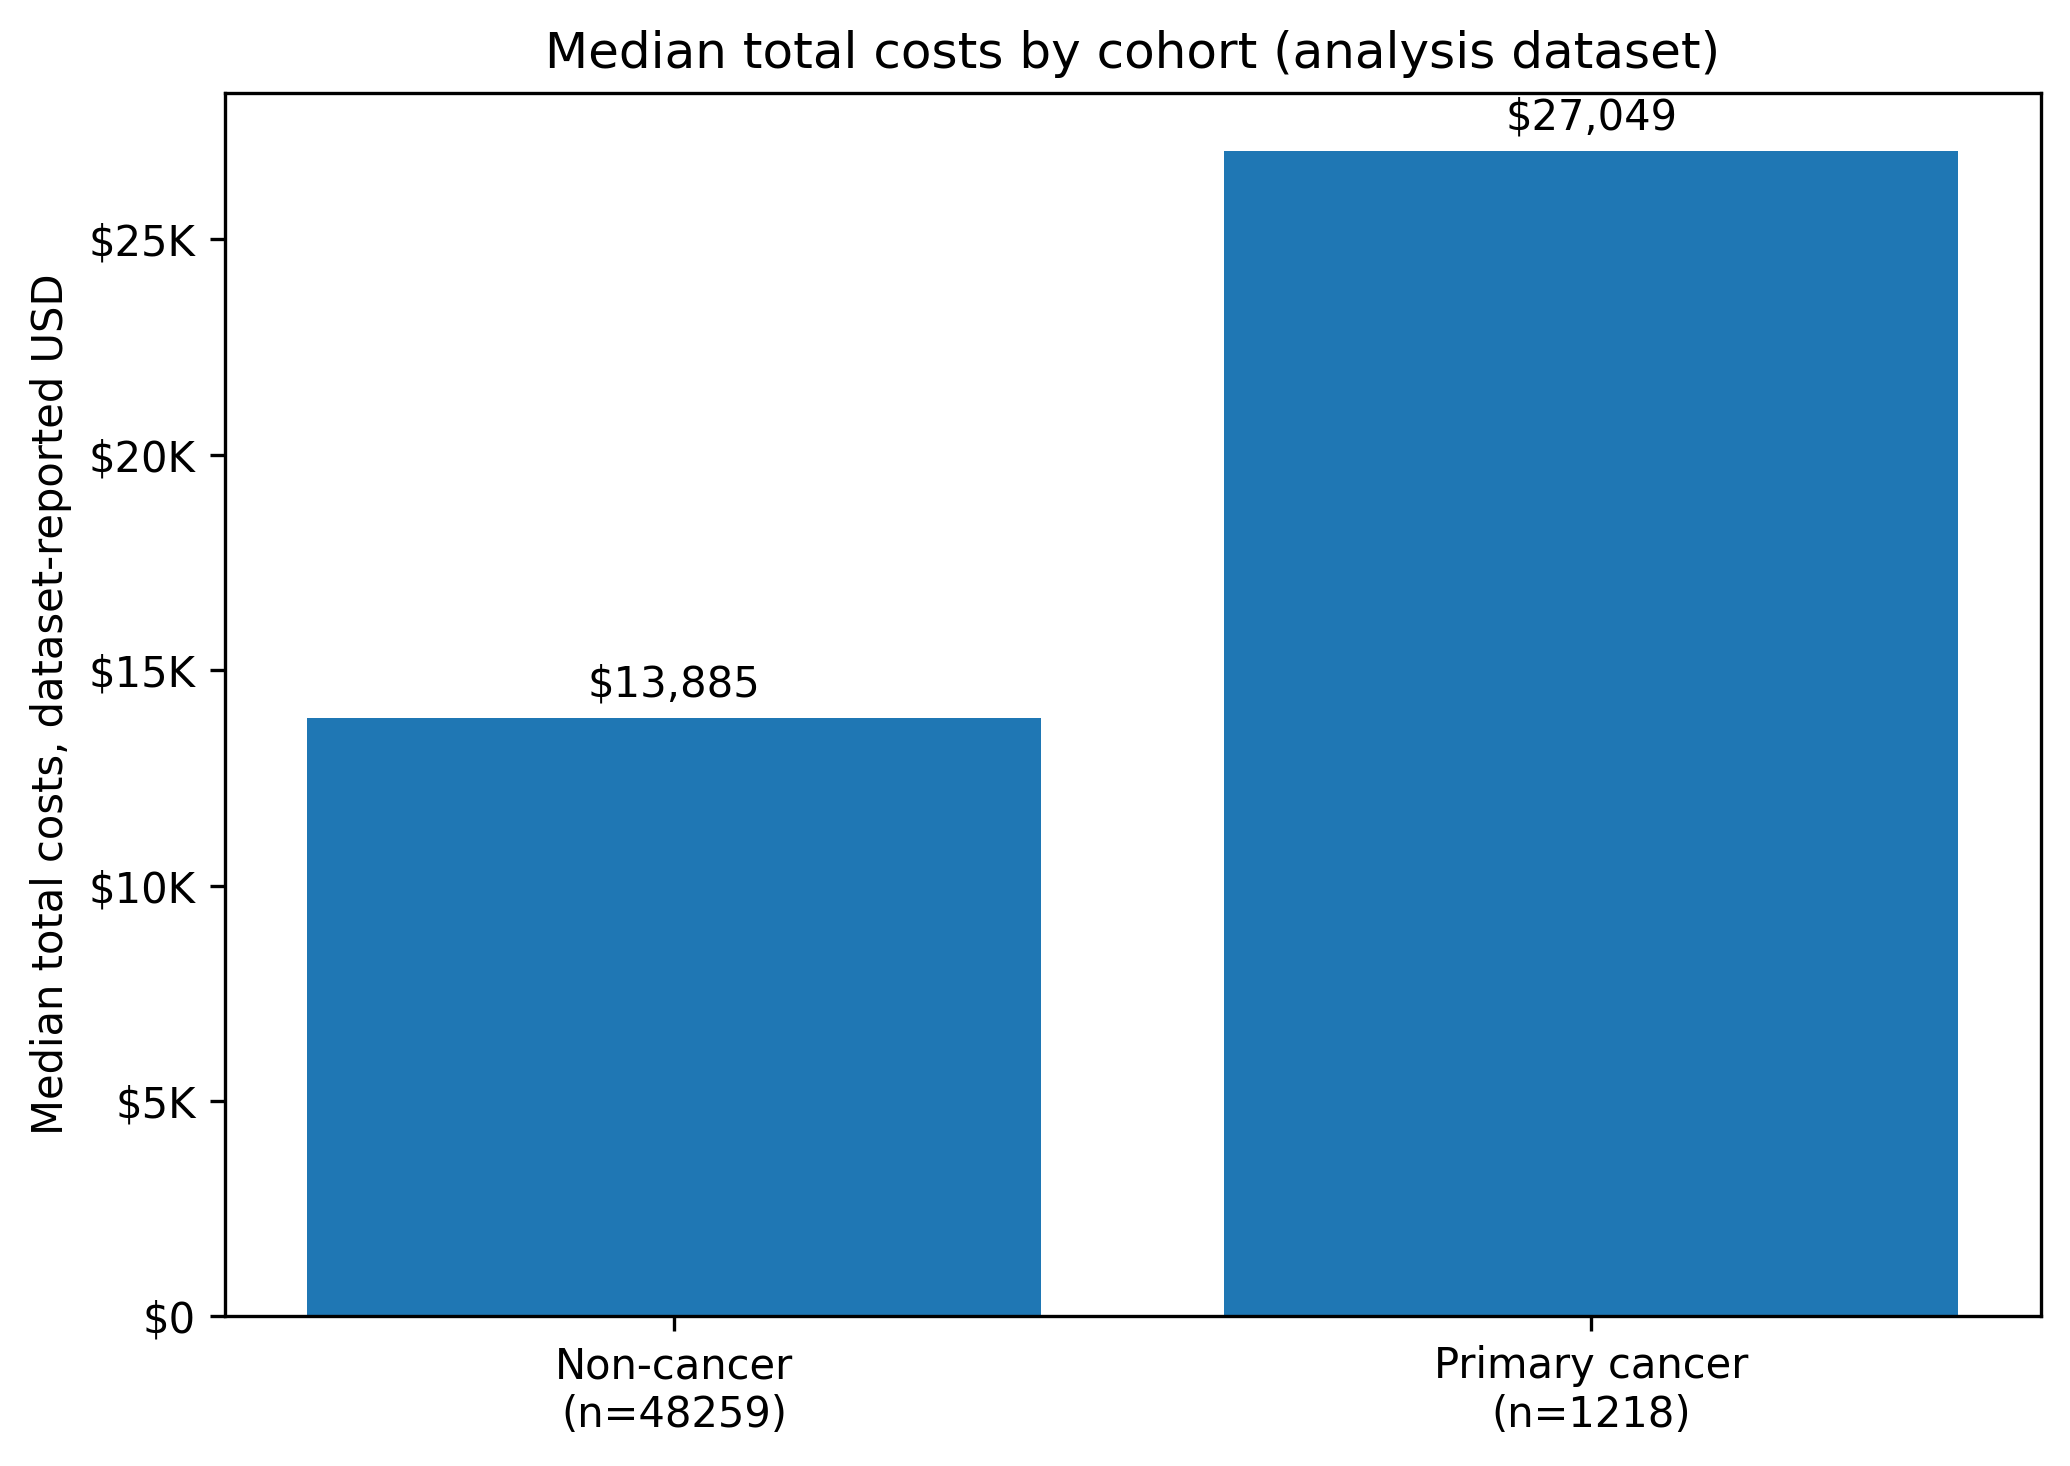 Median total costs by cohort (analysis dataset)
Median total costs, dataset-reported USD
$25K
$20K
$15K
$10K
$5K
$0
$13,885
$27,049
Non-cancer
(n=48259)
Primary cancer
(n=1218)